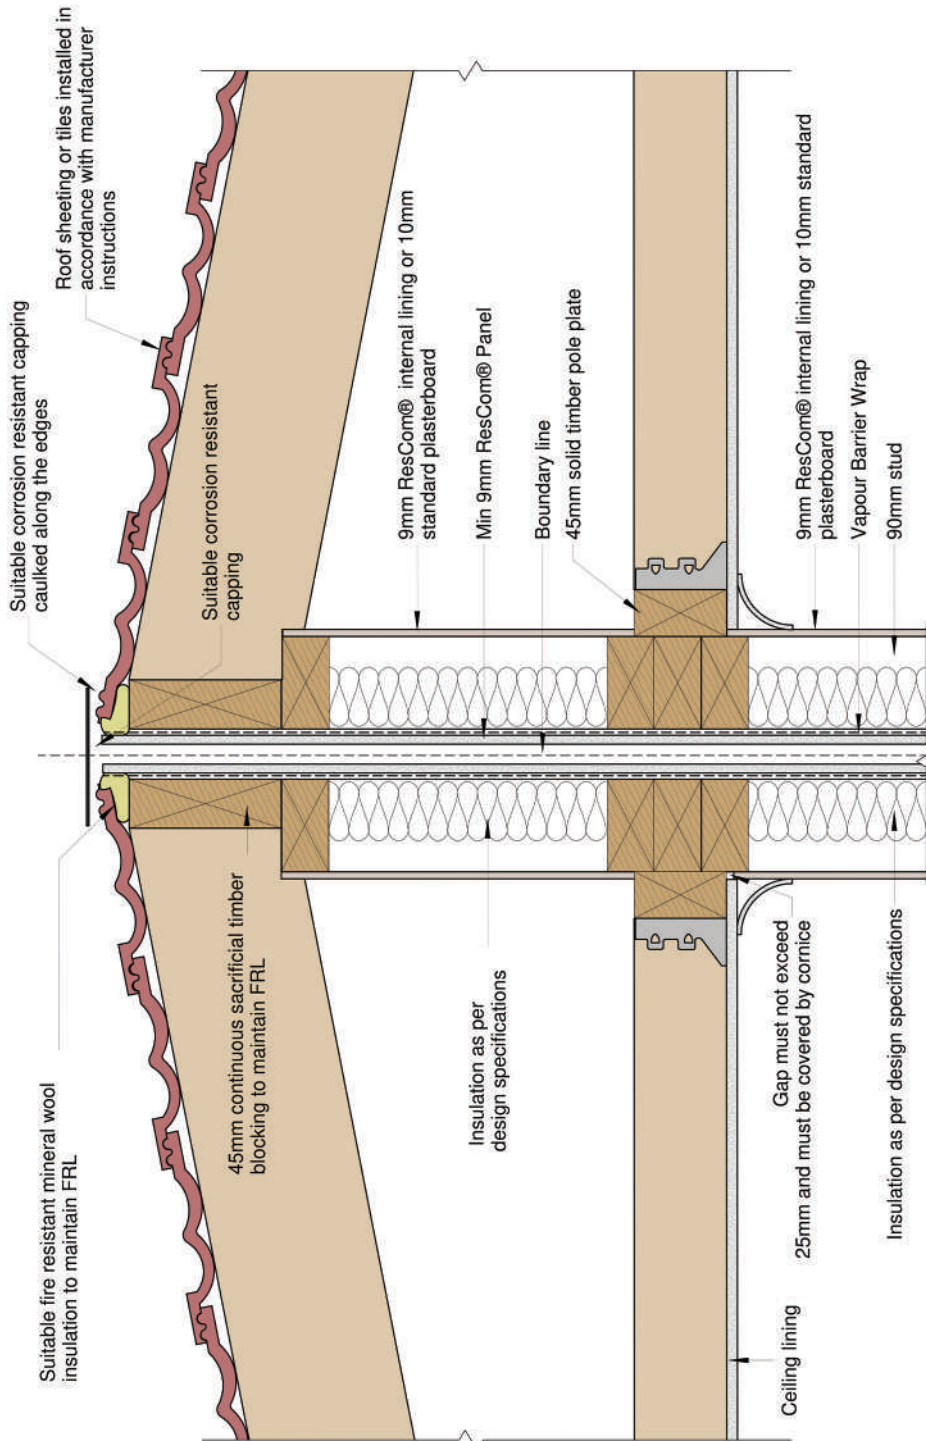 Suitable fire resistant mineral wool
insulation to maintain FRL
Suitable corrosion resistant capping
caulked along the edges
Roof sheeting or tiles installed in
accordance with manufacturer
instructions
Suitable corrosion resistant
capping
45mm continuous sacrificial timber
blocking to maintain FRL
9mm ResCom® internal lining or 10mm
standard plasterboard
Min 9mm ResCom® Panel
Insulation as per
design specifications
Boundary line
45mm solid timber pole plate
Ceiling lining
Gap must not exceed
25mm and must be covered by cornice
9mm ResCom® internal lining or 10mm standard
plasterboard
Vapour Barrier Wrap
Insulation as per design specifications
90mm stud